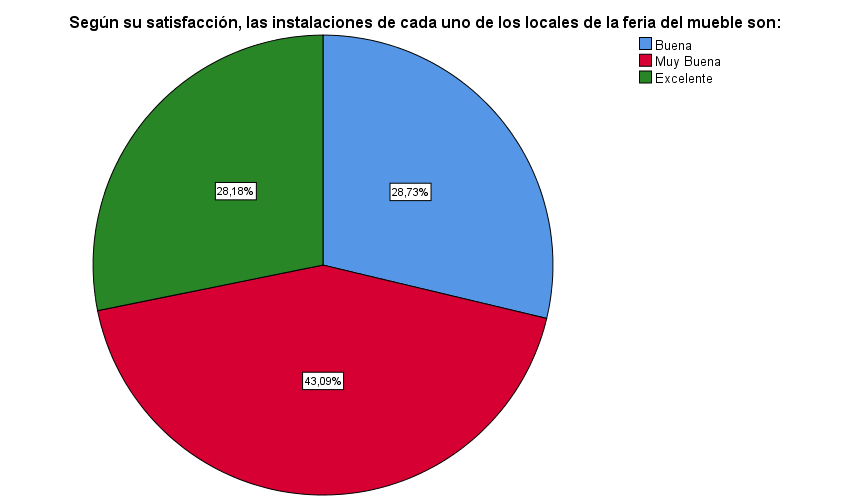 Según su satisfacción, las instalaciones de cada uno de los locales de la feria del mueble son:
Buena
Muy Buena
Excelente
28,18%
28,73%
43,09%